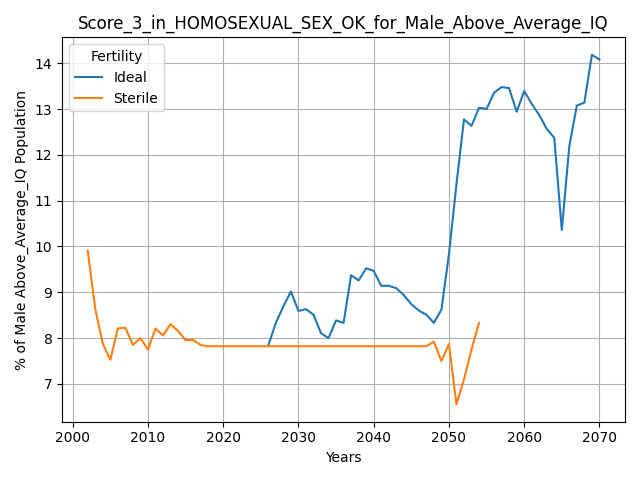 Score_3_in_HOMOSEXUAL_SEX_OK_for_Male_Above_Average_IQ
Fertility
Ideal
Sterile
14
13
12
11
10
9
8
7
% of Male Above_Average_IQ Population
2000 2010 2020 2030 2040 2050 2060 2070
Years